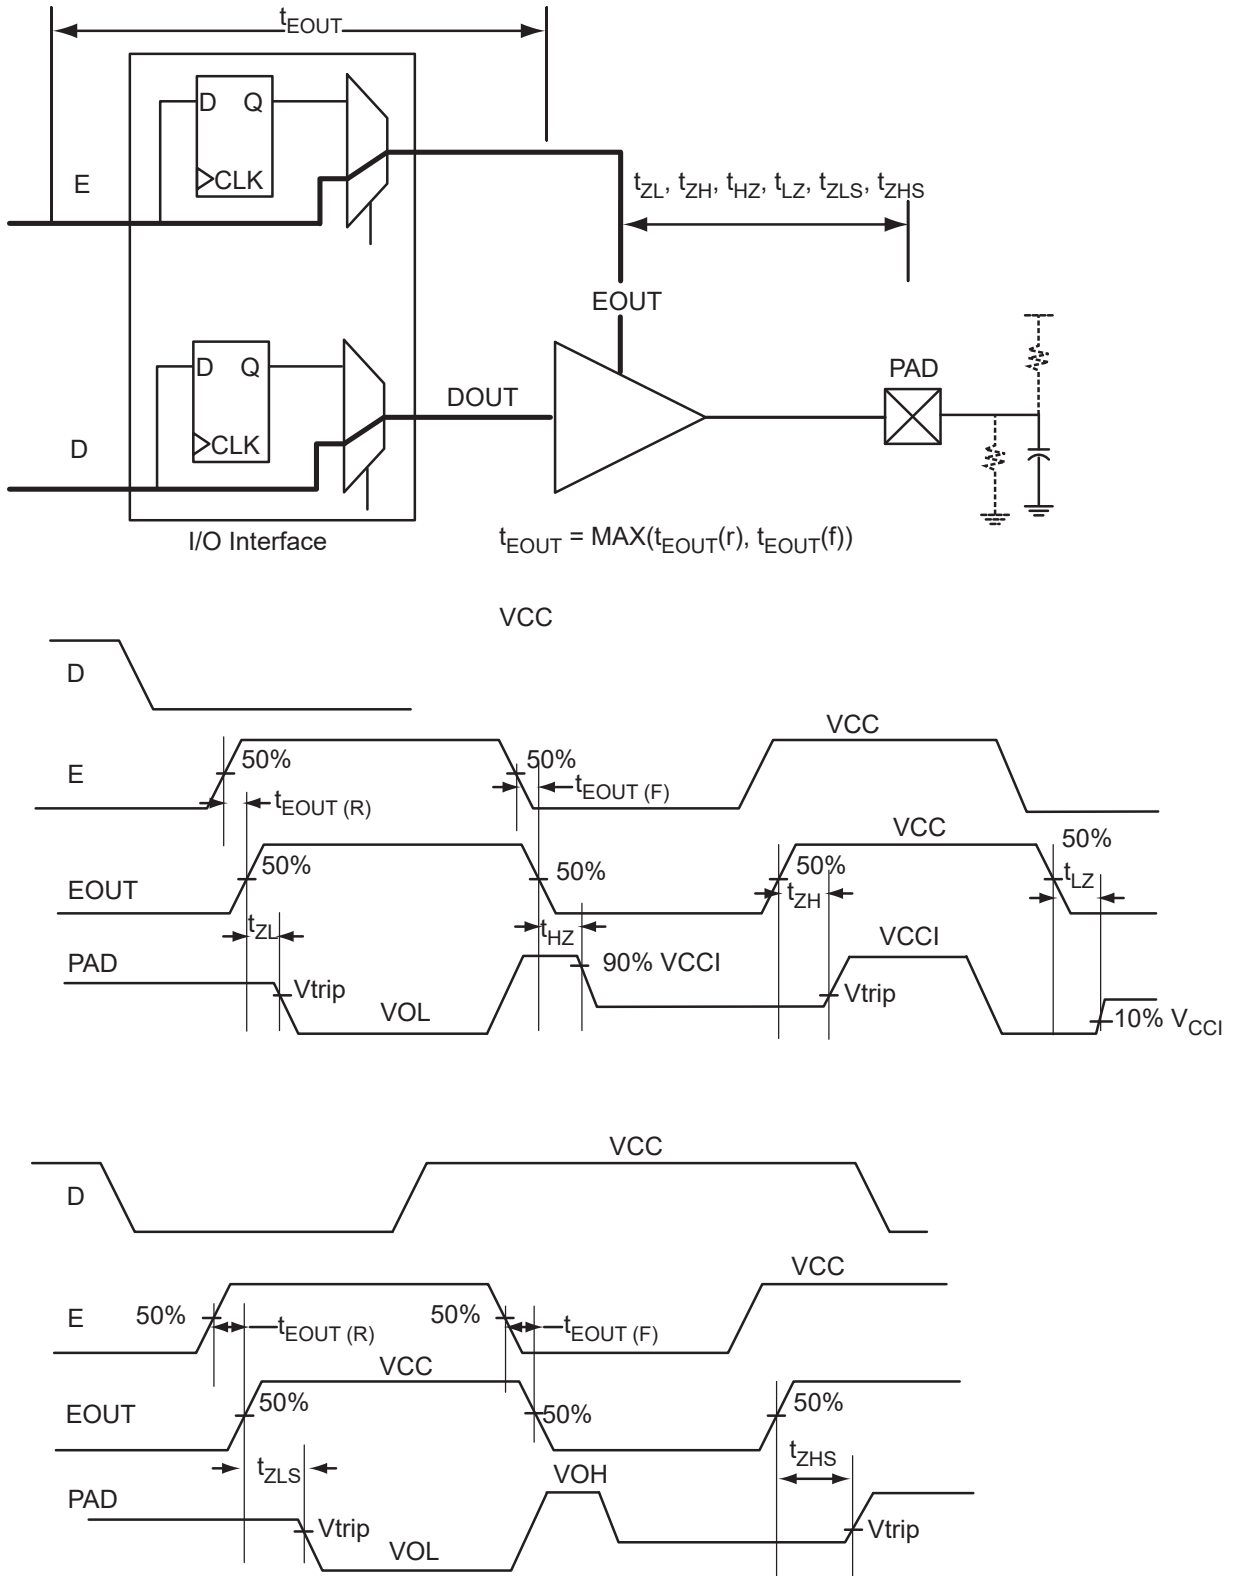 tEOUT
D Q
CLK
E
tZL, tZH, tHZ, tLZ, tZLS, tZHS
EOUT
D Q
CLK
DOUT
PAD
D
I/O Interface
tEOUT = MAX(tEOUT(r), tEOUT(f))
VCC
D
VCC
E
50%
50%
tEOUT (R)
tEOUT (F)
VCC
50%
EOUT
50%
50%
50%
tZL
tHZ
tZH
tLZ
PAD
VCCI
90% VCCI
Vtrip
VOL
Vtrip
10% VCCI
VCC
D
VCC
E
50%
50%
tEOUT (R)
tEOUT (F)
VCC
EOUT
50%
50%
50%
tZLS
tZHS
PAD
VOH
Vtrip
VOL
Vtrip